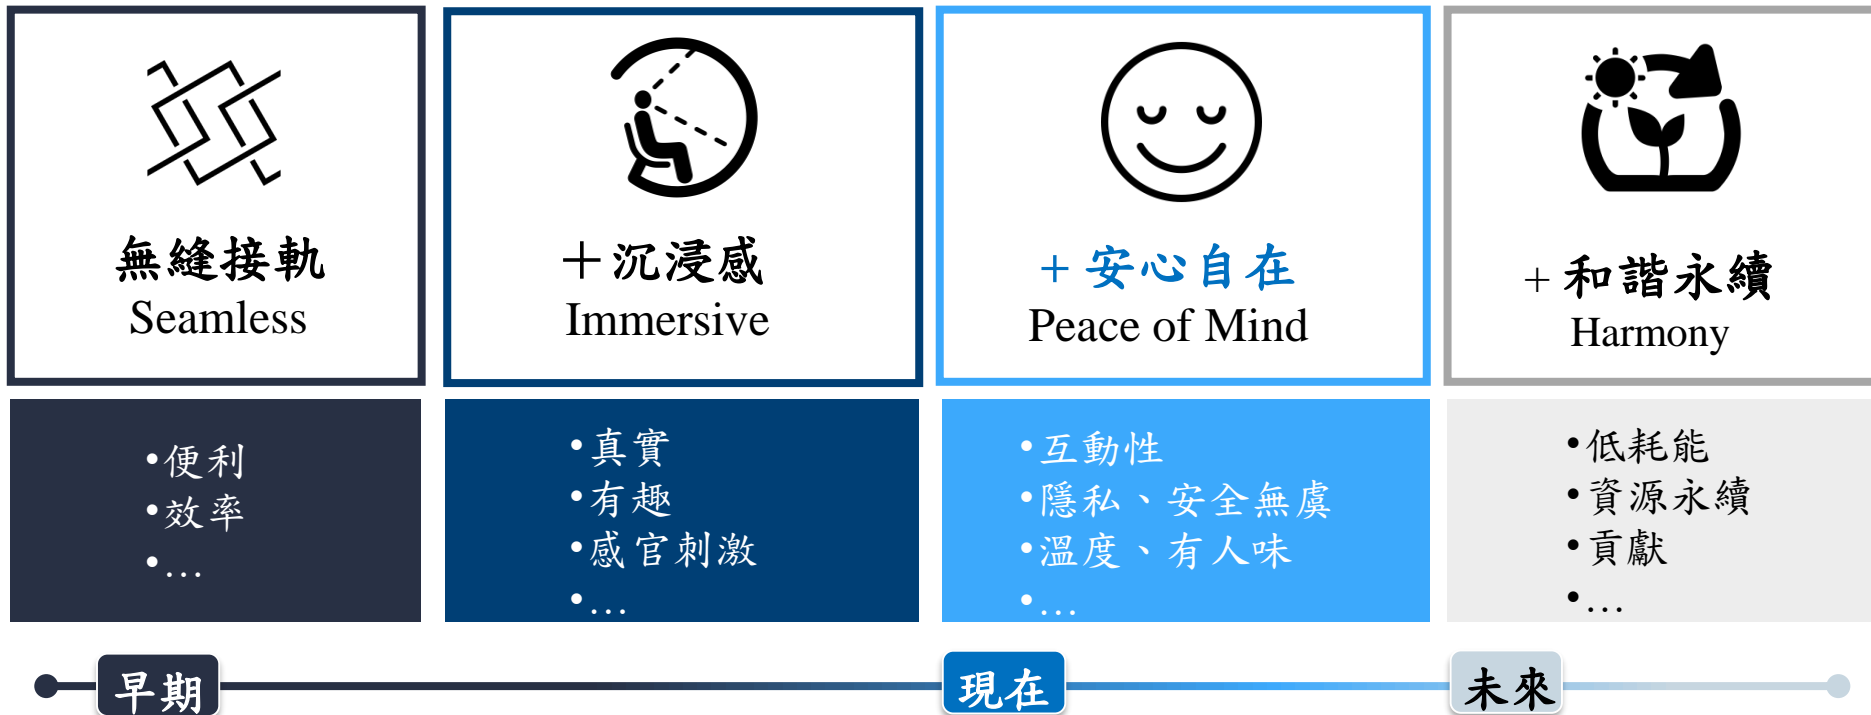 無縫接軌
Seamless
＋沉浸感
Immersive
+ 安心自在
Peace of Mind
+ 和諧永續
Harmony
•便利
•效率
•…
•真實
•有趣
•感官刺激
•…
•互動性
•隱私、安全無虞
•溫度、有人味
•…
•低耗能
•資源永續
•貢獻
•…
早期
現在
未來